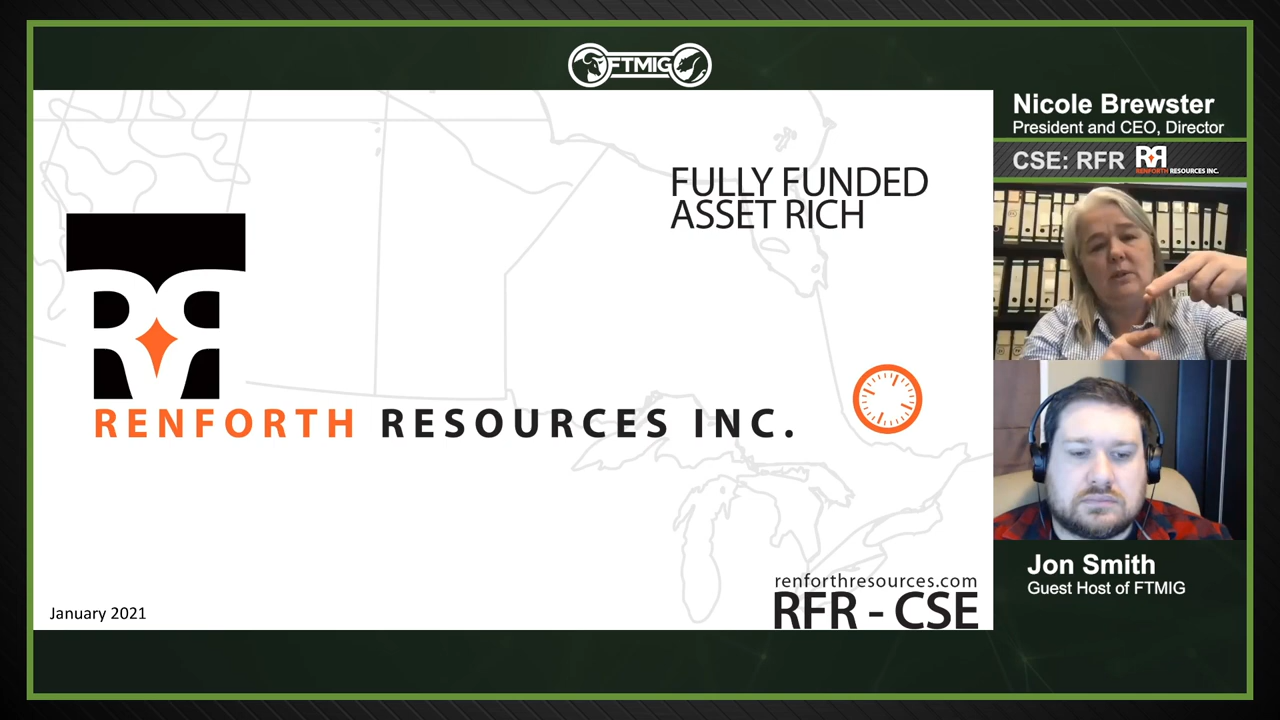 FTMIG
FULLY FUNDED
ASSET RICH
RENFORTH RESOURCES INC.
renforthresources.com
RFR - CSE
January 2021
Nicole Brewster
President and CEO, Director
CSE: RFR
RENFORTH RESOURCES INC.
Jon Smith
Guest Host of FTMIG